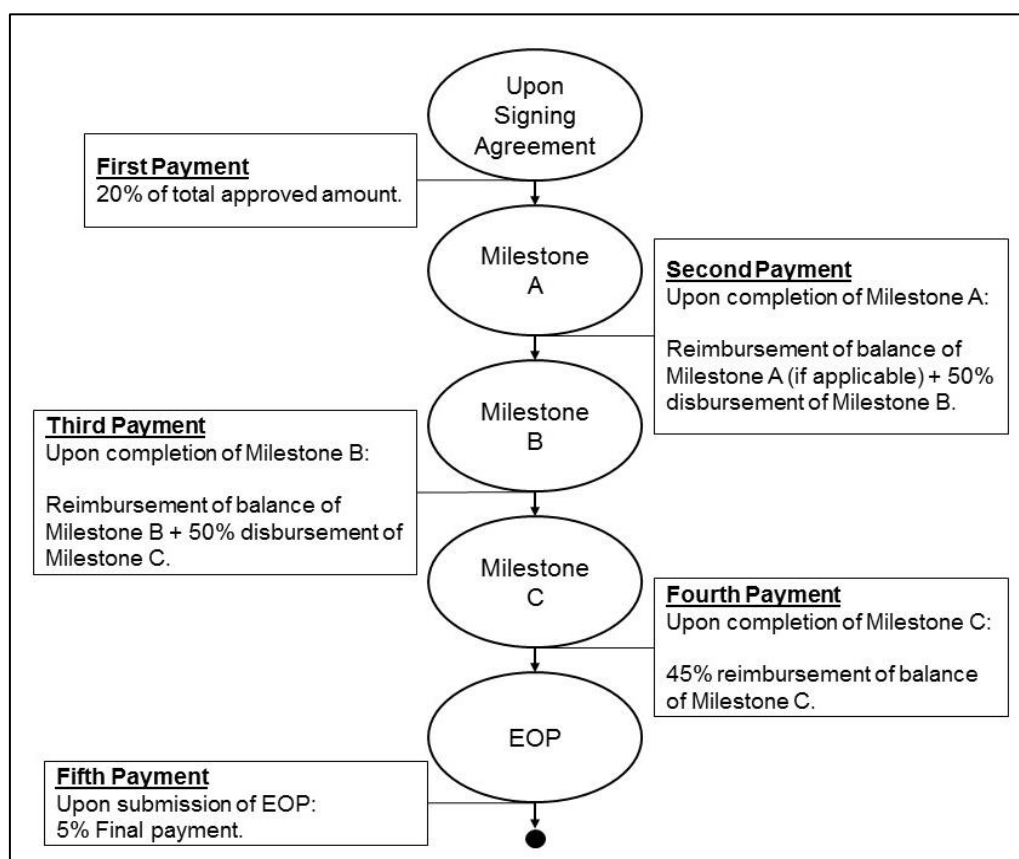 Upon
Signing
Agreement
First Payment
20% of total approved amount.
Milestone
A
Second Payment
Upon completion of Milestone A:
Reimbursement of balance of
Milestone A (if applicable) + 50%
disbursement of Milestone B.
Milestone
B
Third Payment
Upon completion of Milestone B:
Reimbursement of balance of
Milestone B + 50% disbursement of
Milestone C.
Milestone
C
Fourth Payment
Upon completion of Milestone C:
45% reimbursement of balance
of Milestone C.
EOP
Fifth Payment
Upon submission of EOP:
5% Final payment.